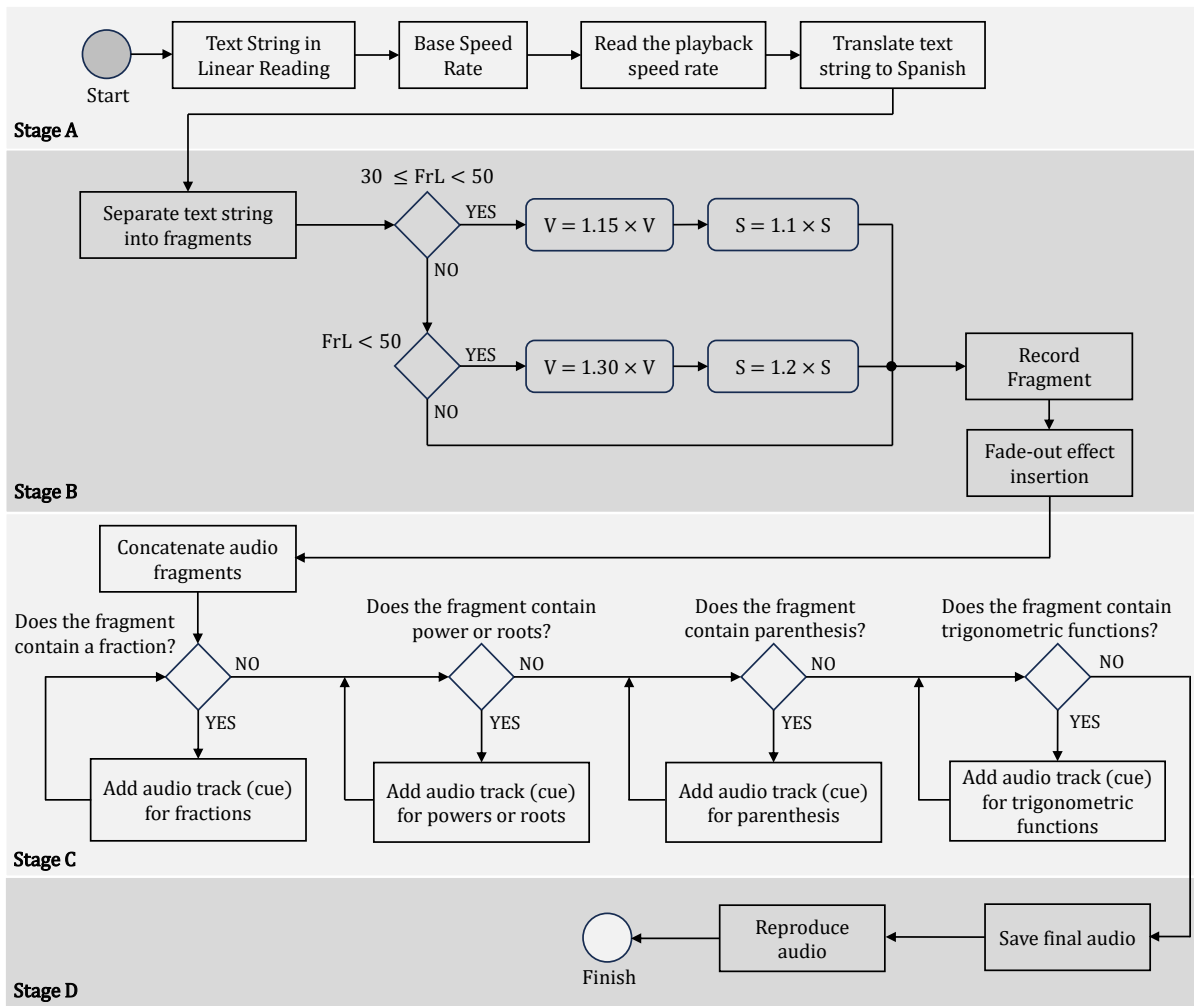 Text String in
Linear Reading
Base Speed
Rate
Read the playback
speed rate
Translate text
string to Spanish
Start
Stage A
30 ≤ FrL < 50
Separate text string
into fragments
YES
V = 1.15 × V
S = 1.1 × S
NO
FrL < 50
YES
V = 1.30 × V
S = 1.2 × S
NO
Record
Fragment
Fade-out effect
insertion
Stage B
Concatenate audio
fragments
Does the fragment
contain a fraction?
Does the fragment contain
power or roots?
Does the fragment
contain parenthesis?
Does the fragment contain
trigonometric functions?
NO
NO
NO
NO
YES
YES
YES
YES
Add audio track (cue)
for fractions
Add audio track (cue)
for powers or roots
Add audio track (cue)
for parenthesis
Add audio track (cue)
for trigonometric
functions
Stage C
Finish
Reproduce
audio
Save final audio
Stage D